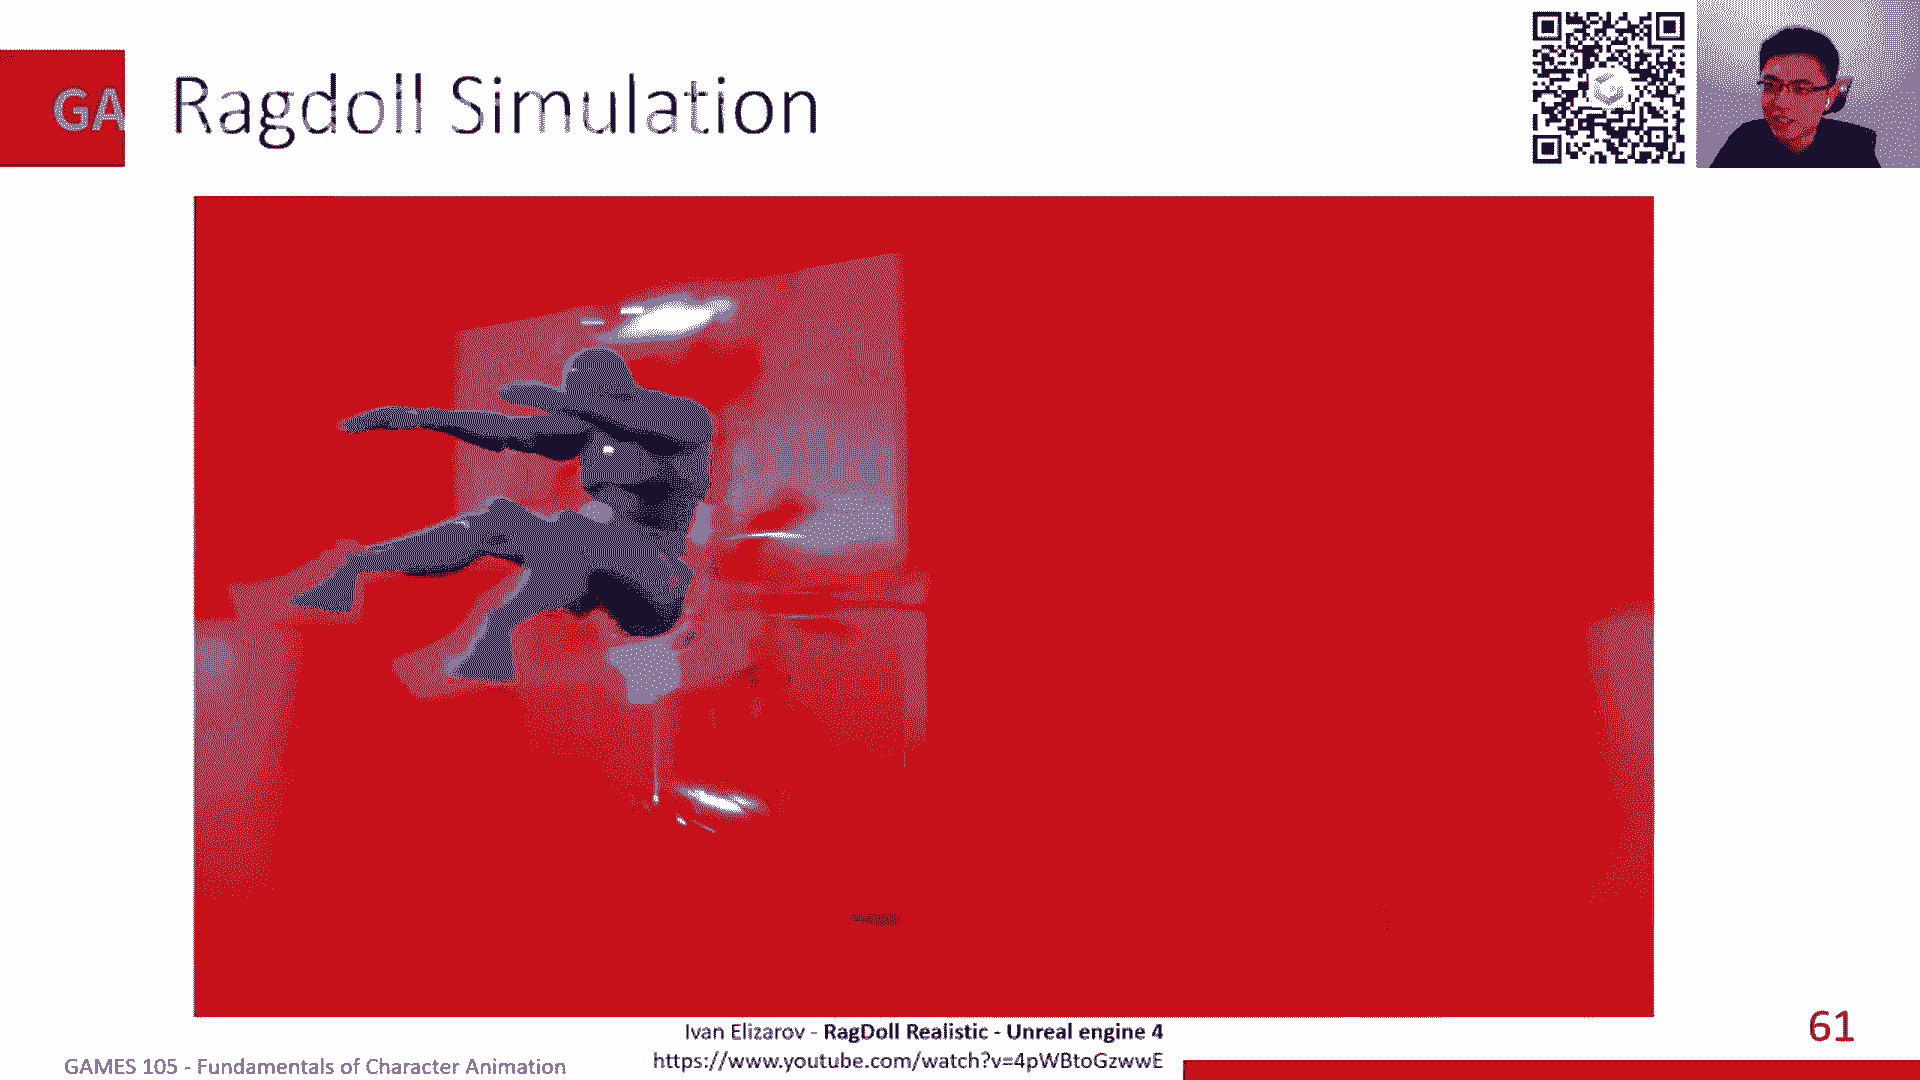 GA
Ragdoll Simulation
Ivan Elizarov - RagDoll Realistic - Unreal engine 4
https://www.youtube.com/watch?v=4pWBtoGzwwE
GAMES 105 - Fundamentals of Character Animation
61